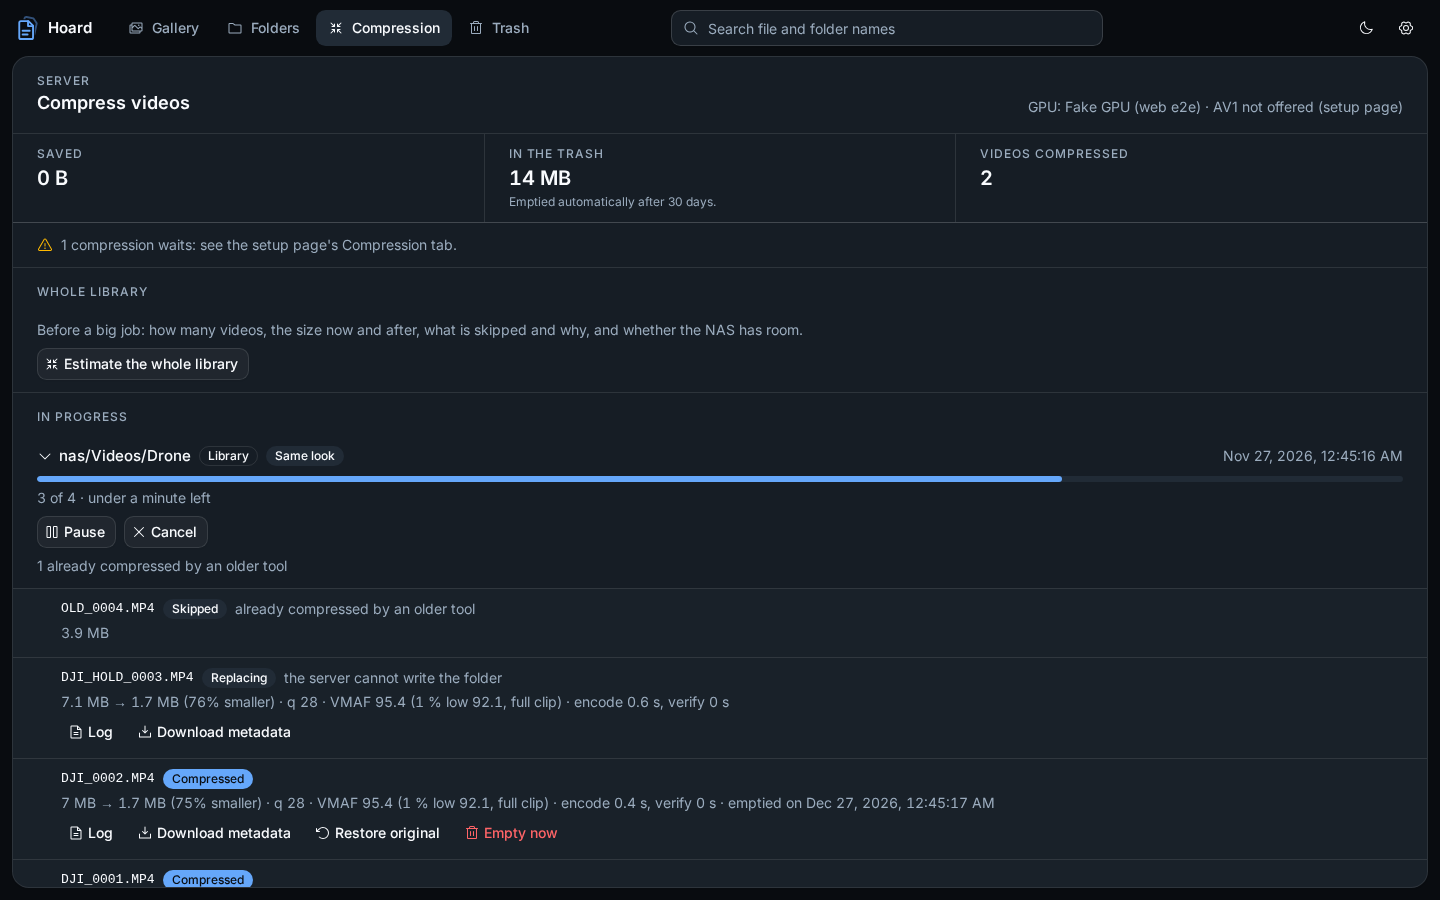 Hoard
Gallery
Folders
Compression
Trash
Search file and folder names
SERVER
Compress videos
GPU: Fake GPU (web e2e) · AV1 not offered (setup page)
SAVED
0 B
IN THE TRASH
14 MB
Emptied automatically after 30 days.
VIDEOS COMPRESSED
2
1 compression waits: see the setup page's Compression tab.
WHOLE LIBRARY
Before a big job: how many videos, the size now and after, what is skipped and why, and whether the NAS has room.
Estimate the whole library
IN PROGRESS
nas/Videos/Drone Library Same look Nov 27, 2026, 12:45:16 AM
3 of 4 · under a minute left
Pause Cancel
1 already compressed by an older tool
OLD_0004.MP4 Skipped already compressed by an older tool
3.9 MB
DJI_HOLD_0003.MP4 Replacing the server cannot write the folder
7.1 MB → 1.7 MB (76% smaller) · q 28 · VMAF 95.4 (1 % low 92.1, full clip) · encode 0.6 s, verify 0 s
Log Download metadata
DJI_0002.MP4 Compressed
7 MB → 1.7 MB (75% smaller) · q 28 · VMAF 95.4 (1 % low 92.1, full clip) · encode 0.4 s, verify 0 s · emptied on Dec 27, 2026, 12:45:17 AM
Log Download metadata Restore original Empty now
DJI_0001.MP4 Compressed